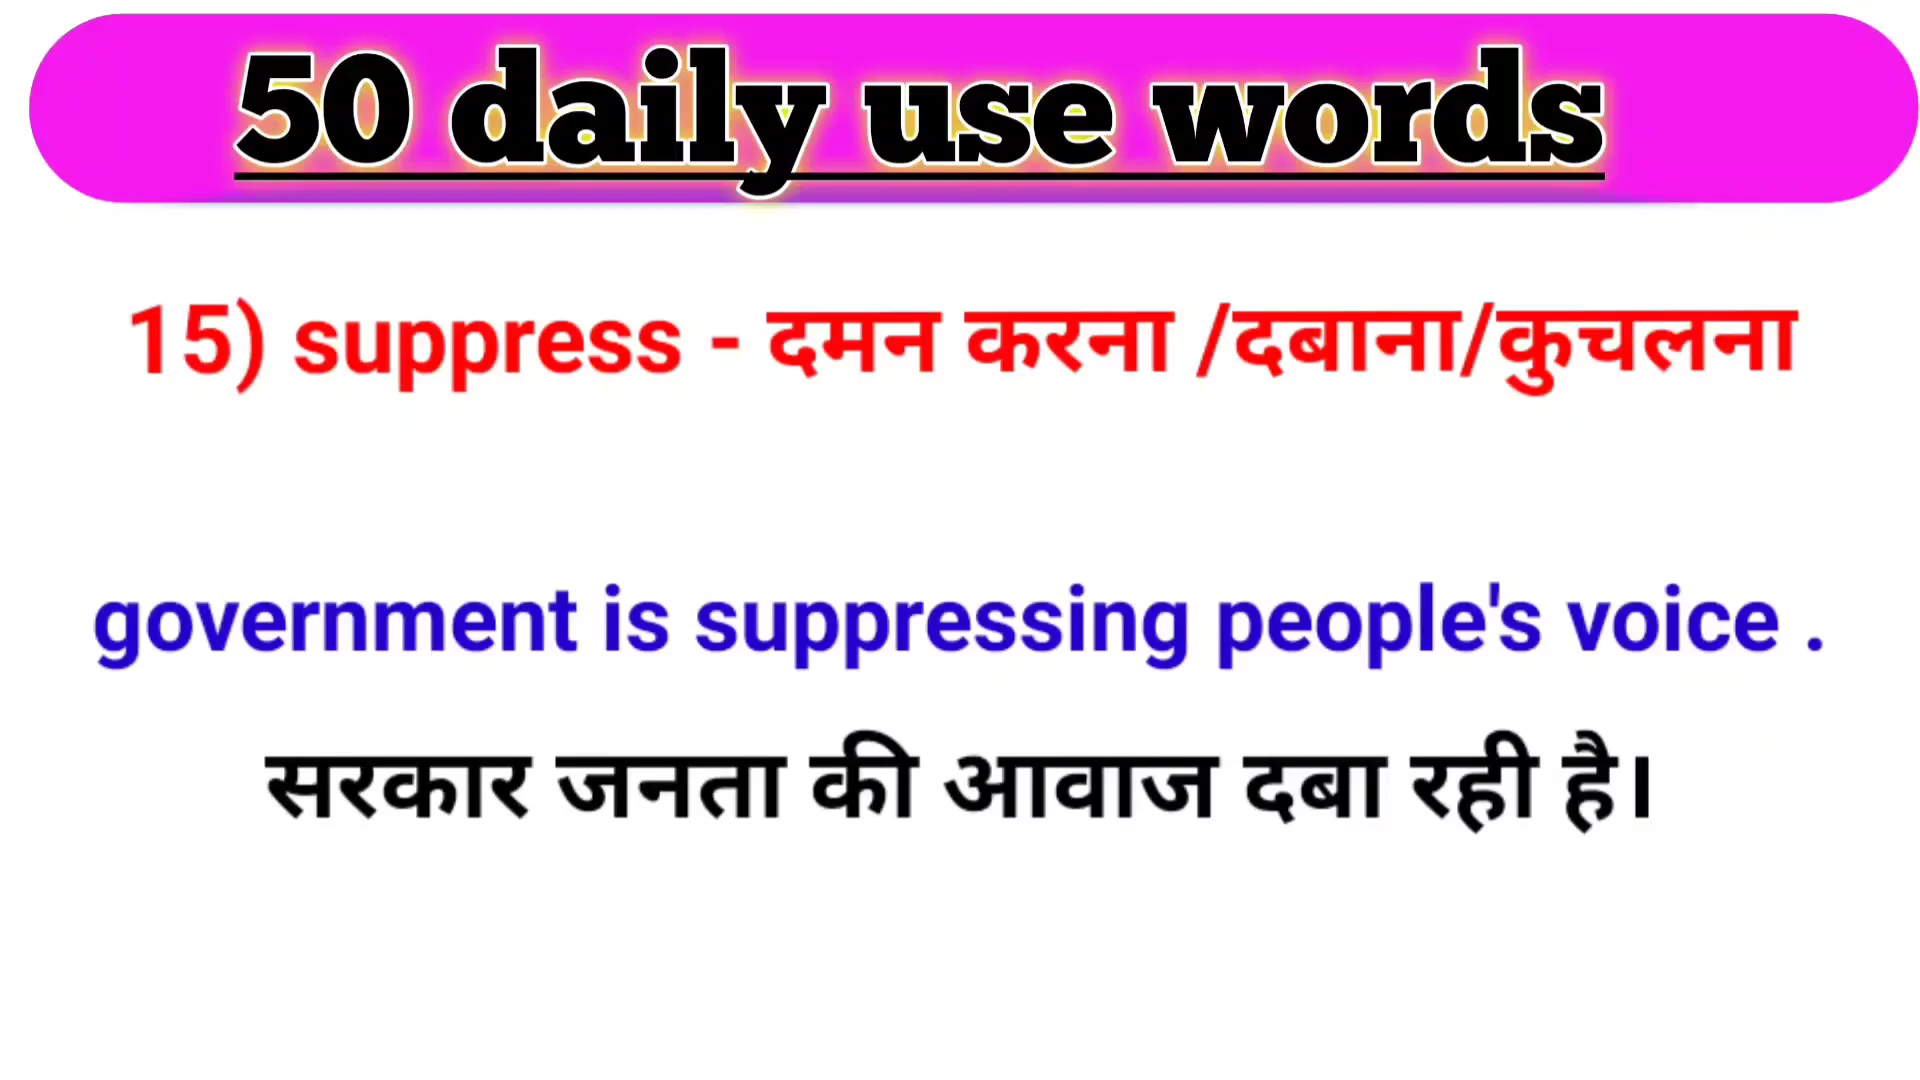 50 daily use words
15) suppress - दमन करना /दबाना/कुचलना
government is suppressing people's voice .
सरकार जनता की आवाज दबा रही है।